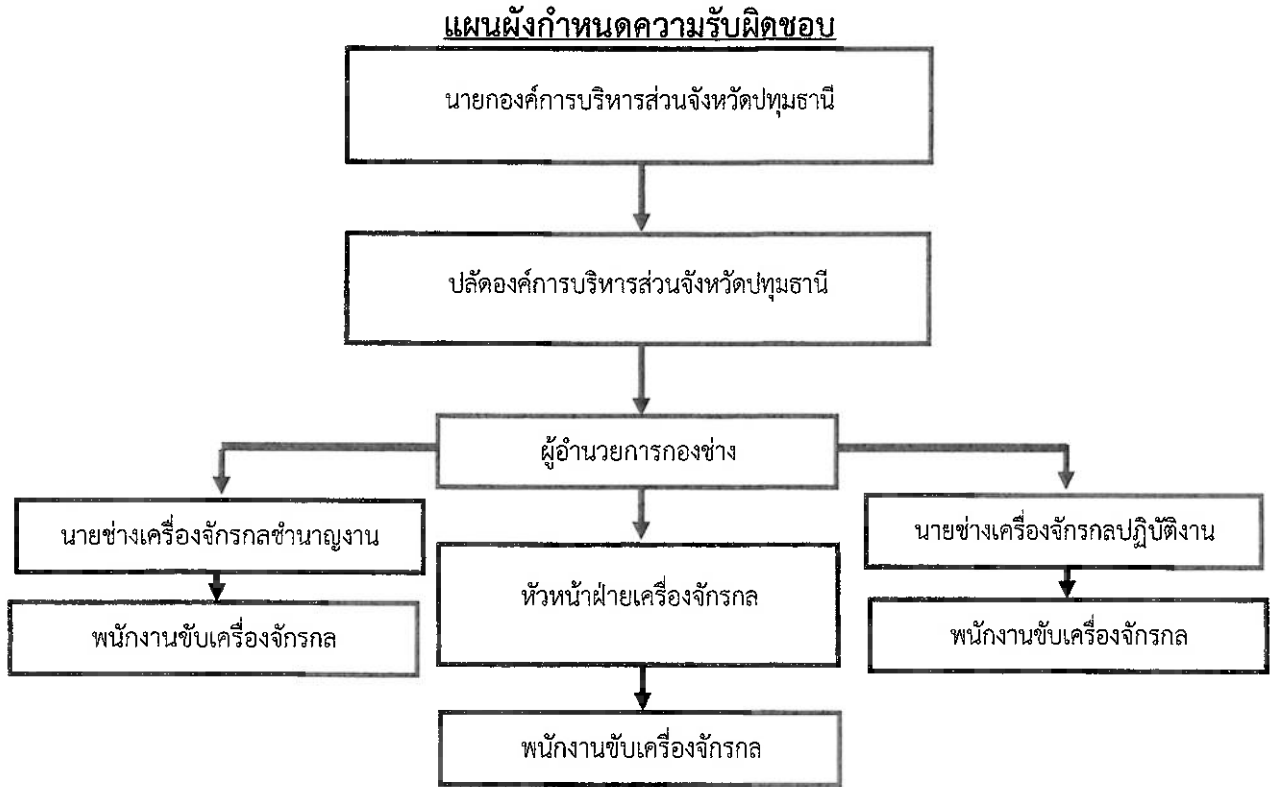 แผนผังกำหนดความรับผิดชอบ
นายกองค์การบริหารส่วนจังหวัดปทุมธานี
ปลัดองค์การบริหารส่วนจังหวัดปทุมธานี
ผู้อำนวยการกองช่าง
นายช่างเครื่องจักรกลชำนาญงาน
หัวหน้าฝ่ายเครื่องจักรกล
นายช่างเครื่องจักรกลปฏิบัติงาน
พนักงานขับเครื่องจักรกล
พนักงานขับเครื่องจักรกล
พนักงานขับเครื่องจักรกล